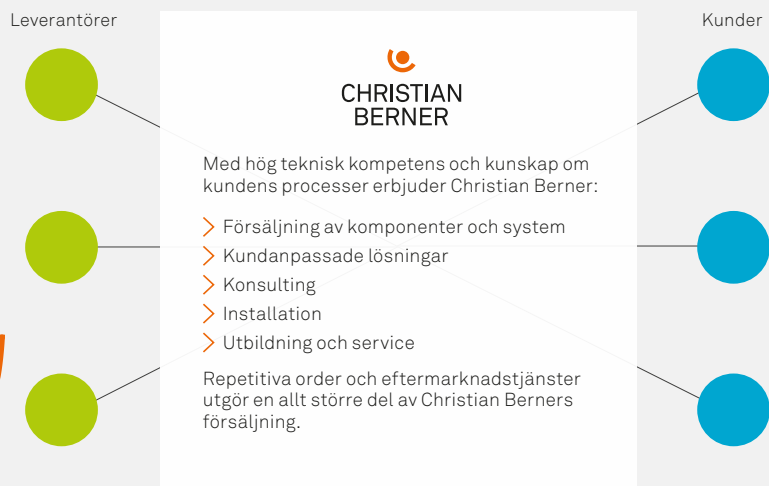 Leverantörer
Kunder
CHRISTIAN
BERNER
Med hög teknisk kompetens och kunskap om
kundens processer erbjuder Christian Berner:
Försäljning av komponenter och system
Kundanpassade lösningar
Konsulting
Installation
Utbildning och service
Repetitiva order och eftermarknadstjänster
utgör en allt större del av Christian Berners
försäljning.